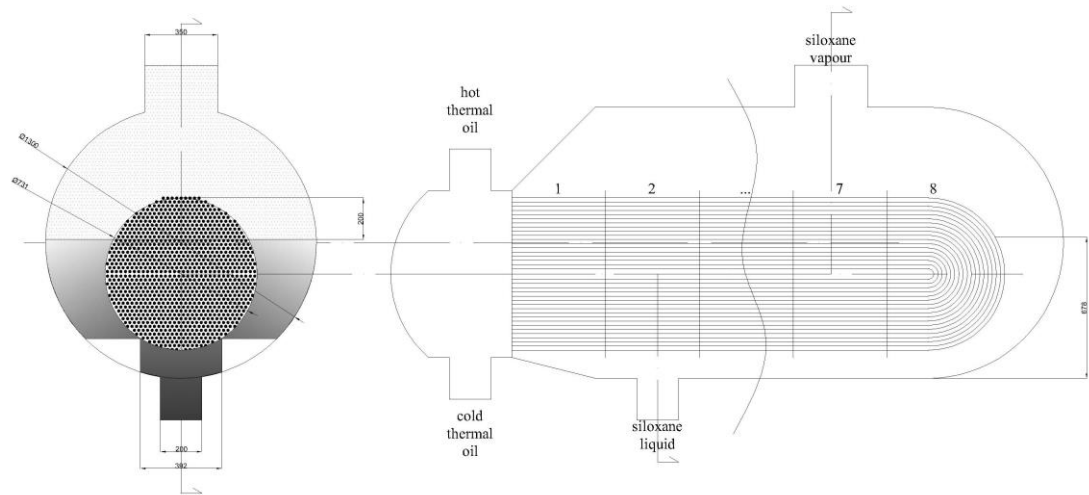 350
Ø1300
Ø731
200
200
392
hot
thermal
oil
siloxane
vapour
1
2
...
7
8
678
cold
thermal
oil
siloxane
liquid